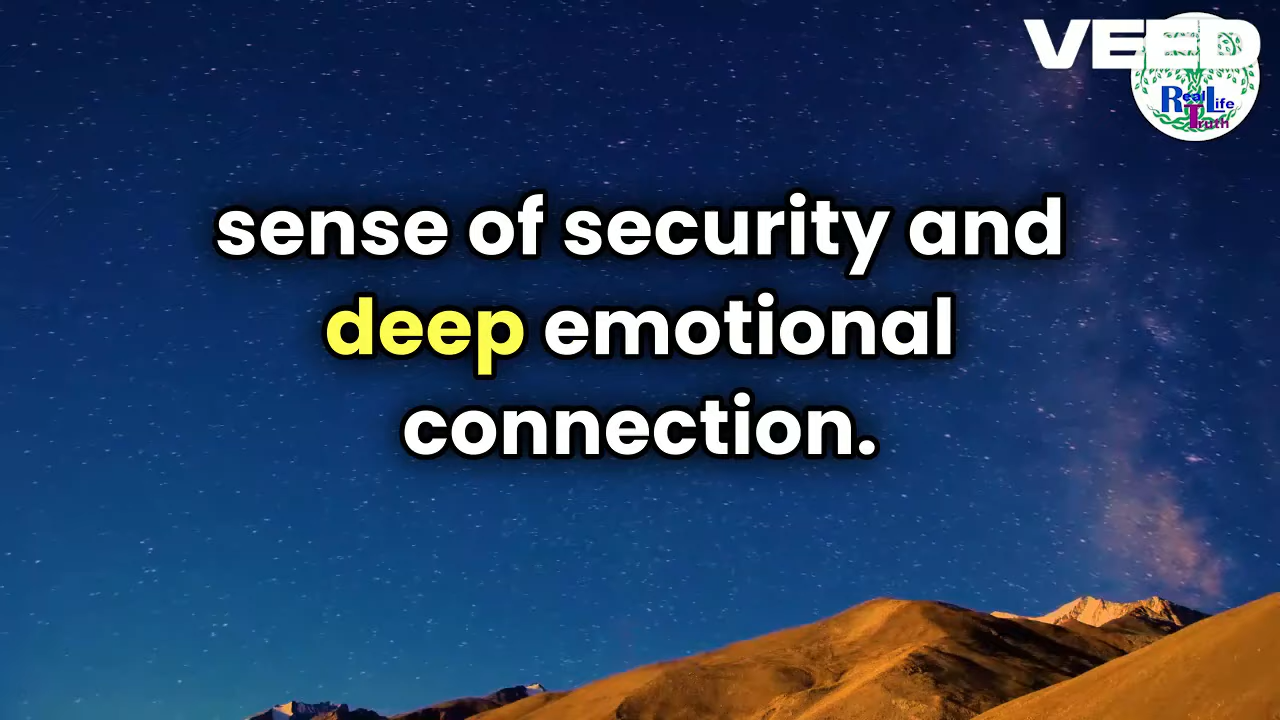 VEED
Real Life
Truth
sense of security and
deep emotional
connection.